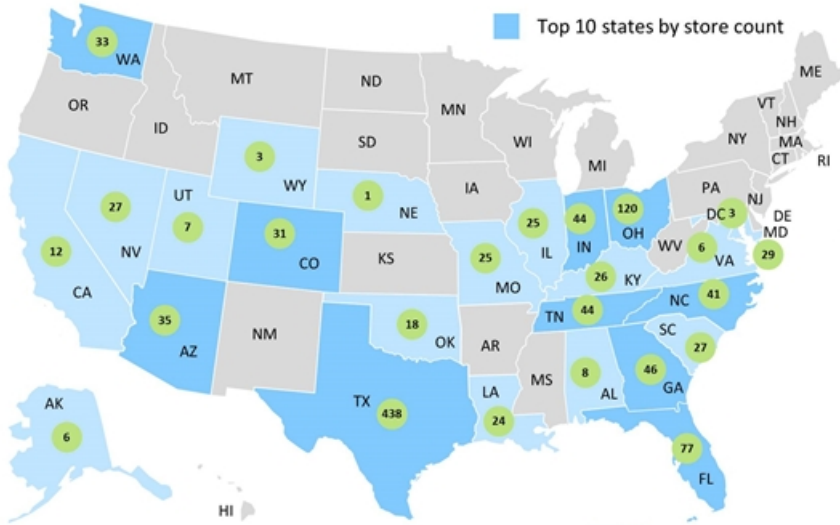 Top 10 states by store count
33
WA
MT
ND
MN
ME
VT
NH
OR
ID
SD
WI
MI
NY
MA
CT
RI
3
WY
IA
PA
NJ
27
NV
UT
7
1
NE
25
IL
44
IN
120
OH
DC
3
DE
MD
29
12
CA
31
CO
KS
25
MO
26
KY
WV
6
VA
35
AZ
NM
18
OK
AR
TN
44
NC
41
SC
27
TX
438
LA
24
MS
8
AL
46
GA
AK
6
77
FL
HI